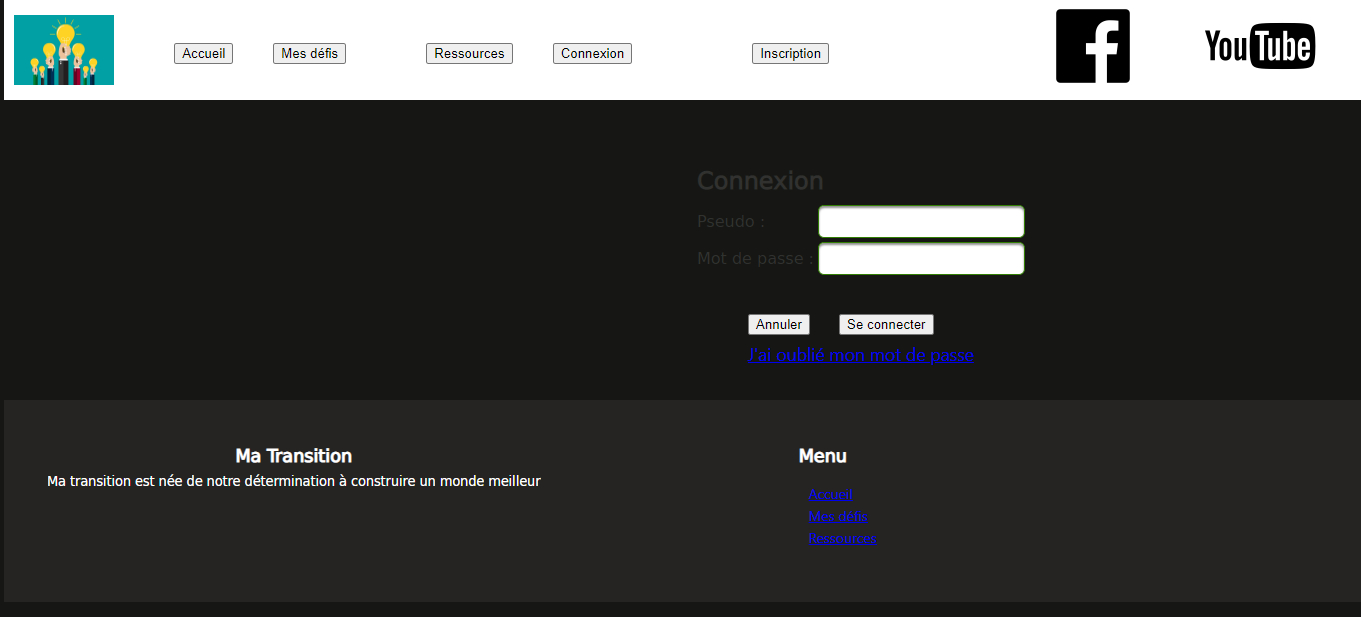 Accueil Mes défis Ressources Connexion Inscription YouTube
Connexion
Pseudo :
Mot de passe :
Annuler Se connecter
J'ai oublié mon mot de passe
Ma Transition
Ma transition est née de notre détermination à construire un monde meilleur
Menu
Accueil
Mes défis
Ressources